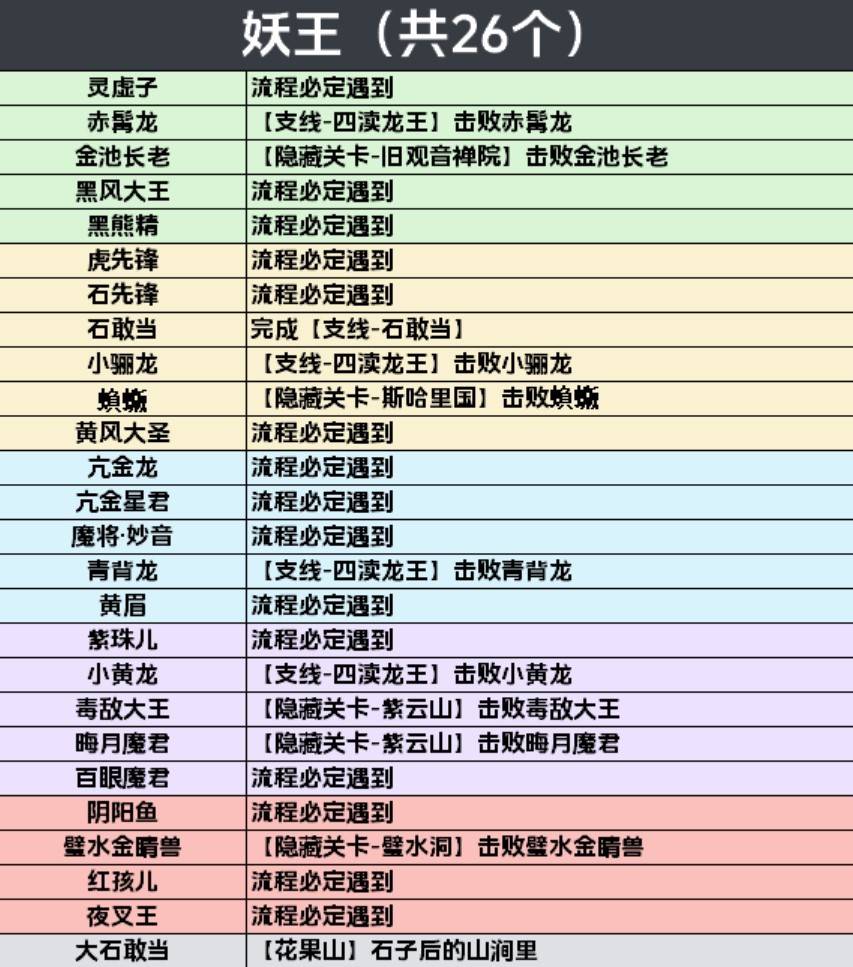 妖王（共26个）
灵虚子 流程必定遇到
赤髯龙 【支线-四渎龙王】击败赤髯龙
金池长老 【隐藏关卡-旧观音禅院】击败金池长老
黑风大王 流程必定遇到
黑熊精 流程必定遇到
虎先锋 流程必定遇到
石先锋 流程必定遇到
石敢当 完成【支线-石敢当】
小骊龙 【支线-四渎龙王】击败小骊龙
【隐藏关卡-斯哈里国】击败
黄风大圣 流程必定遇到
亢金龙 流程必定遇到
亢金星君 流程必定遇到
魔将·妙音 流程必定遇到
青背龙 【支线-四渎龙王】击败青背龙
黄眉 流程必定遇到
紫珠儿 流程必定遇到
小黄龙 【支线-四渎龙王】击败小黄龙
毒敌大王 【隐藏关卡-紫云山】击败毒敌大王
晦月魔君 【隐藏关卡-紫云山】击败晦月魔君
百眼魔君 流程必定遇到
阴阳鱼 流程必定遇到
璧水金睛兽 【隐藏关卡-璧水洞】击败璧水金睛兽
红孩儿 流程必定遇到
夜叉王 流程必定遇到
大石敢当 【花果山】石子后的山涧里